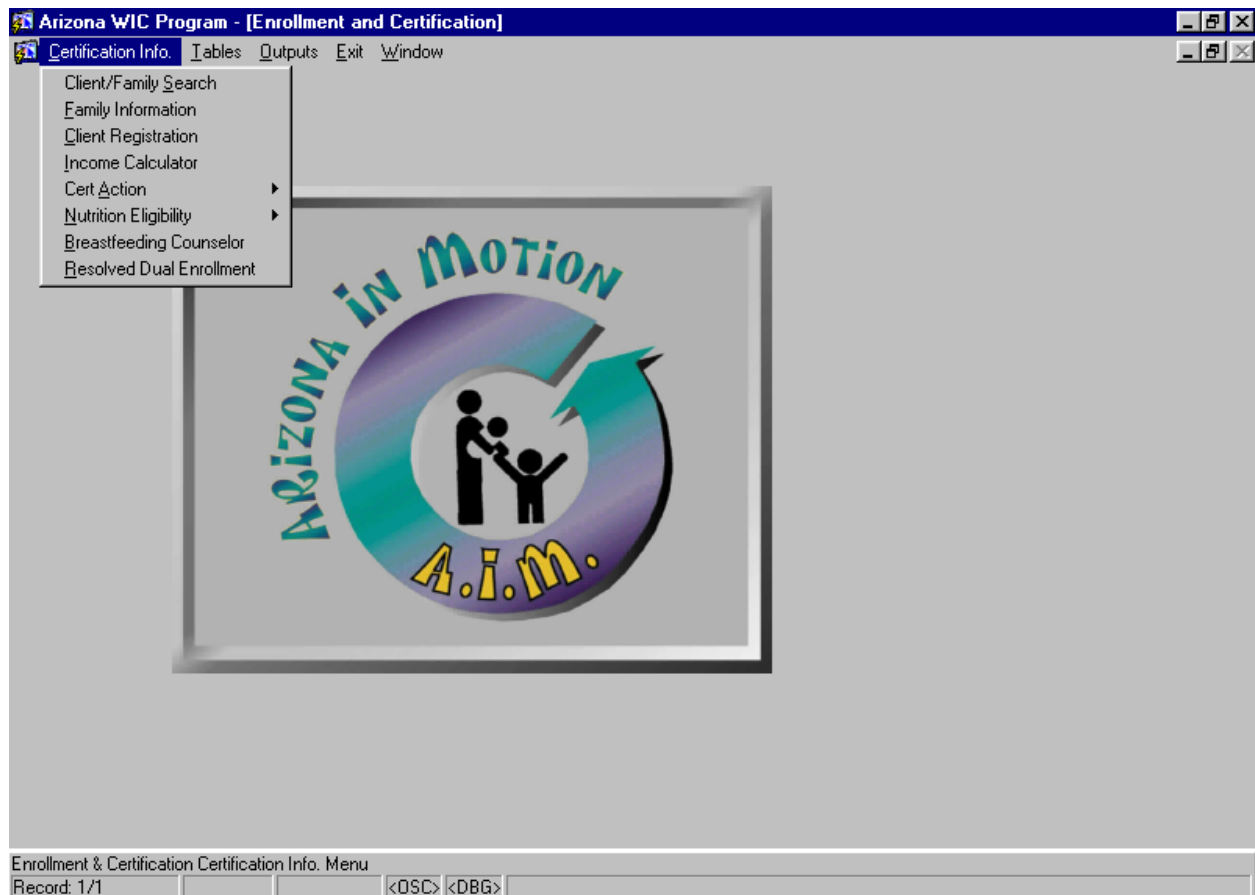 Arizona WIC Program - [Enrollment and Certification]
Certification Info. Tables Outputs Exit Window
Client/Family Search
Family Information
Client Registration
Income Calculator
Cert Action
Nutrition Eligibility
Breastfeeding Counselor
Resolved Dual Enrollment
ARiZONA iN MOTiON
A.i.M.
Enrollment & Certification Certification Info. Menu
Record: 1/1 <OSC> <DBG>